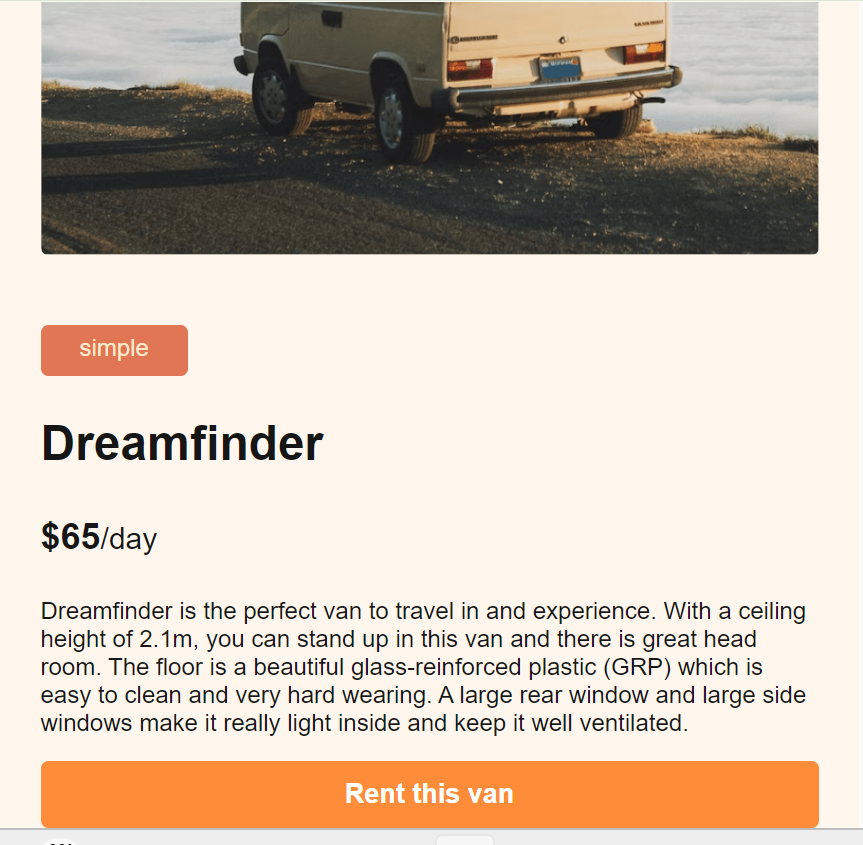 simple
Dreamfinder
$65/day
Dreamfinder is the perfect van to travel in and experience. With a ceiling
height of 2.1m, you can stand up in this van and there is great head
room. The floor is a beautiful glass-reinforced plastic (GRP) which is
easy to clean and very hard wearing. A large rear window and large side
windows make it really light inside and keep it well ventilated.
Rent this van